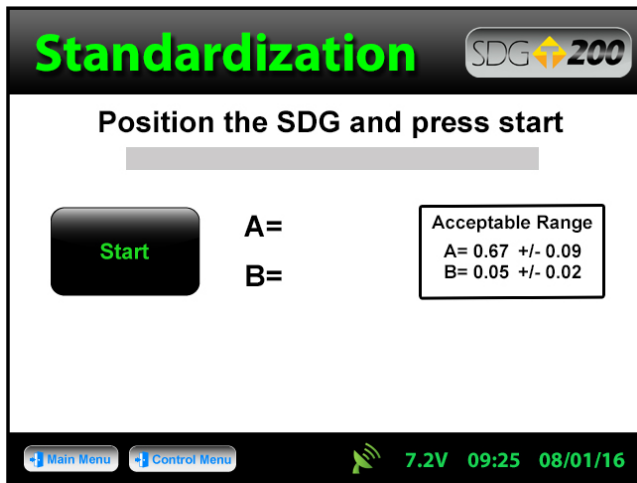 Standardization
SDG 200
Position the SDG and press start
Start
A=
B=
Acceptable Range
A= 0.67 +/- 0.09
B= 0.05 +/- 0.02
Main Menu
Control Menu
7.2V 09:25 08/01/16